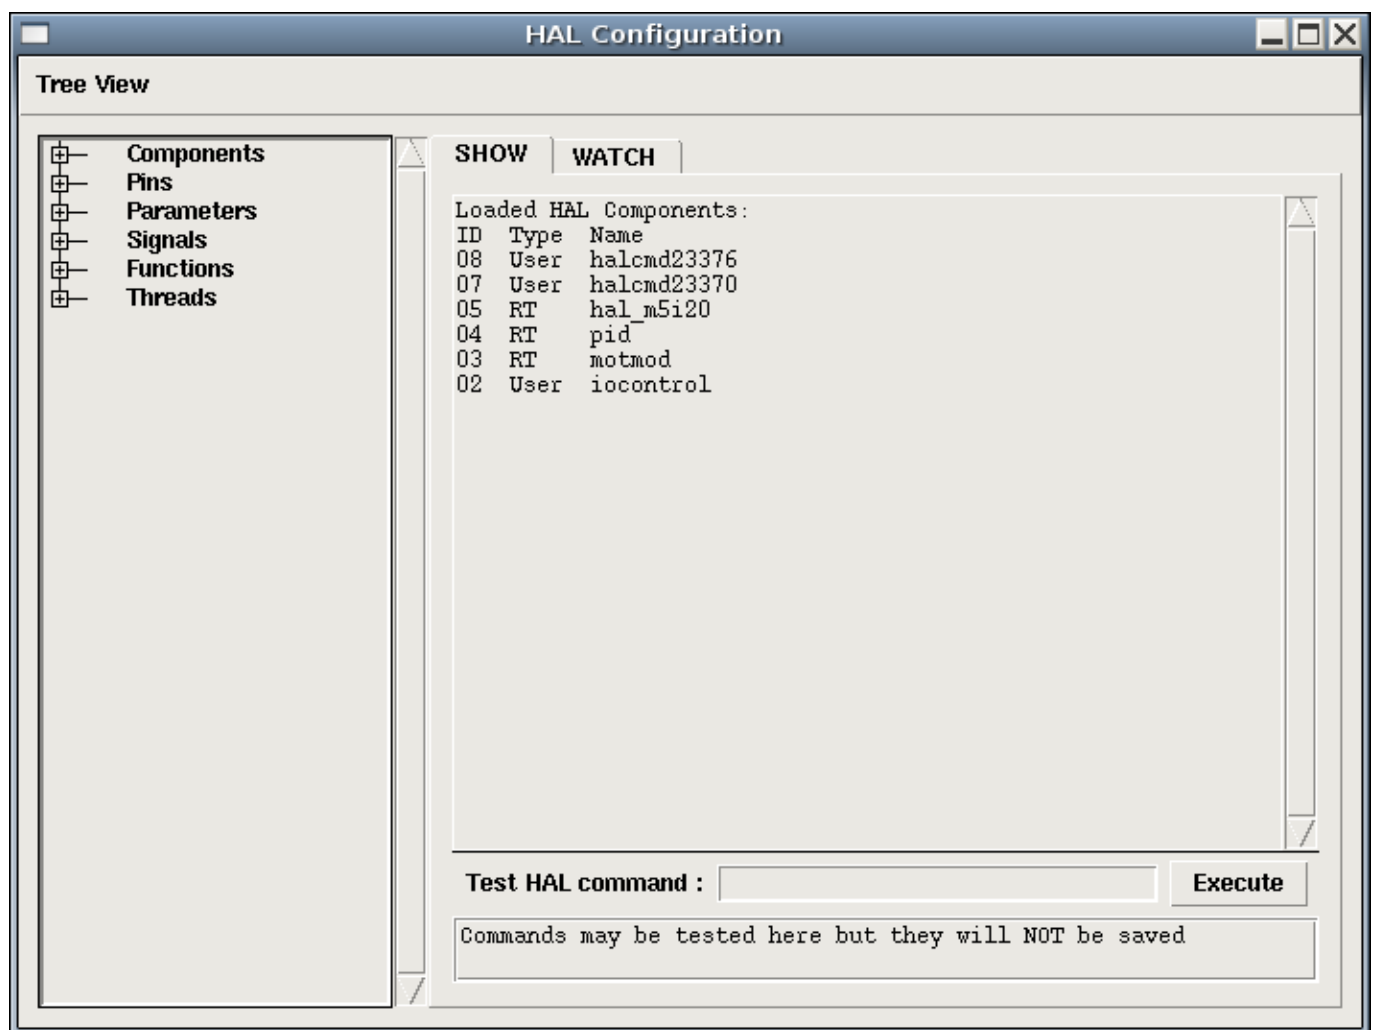 HAL Configuration
Tree View
Components
Pins
Parameters
Signals
Functions
Threads
SHOW WATCH
Loaded HAL Components:
ID Type Name
08 User halcmd23376
07 User halcmd23370
05 RT hal_m5i20
04 RT pid
03 RT motmod
02 User iocontrol
Test HAL command : Execute
Commands may be tested here but they will NOT be saved